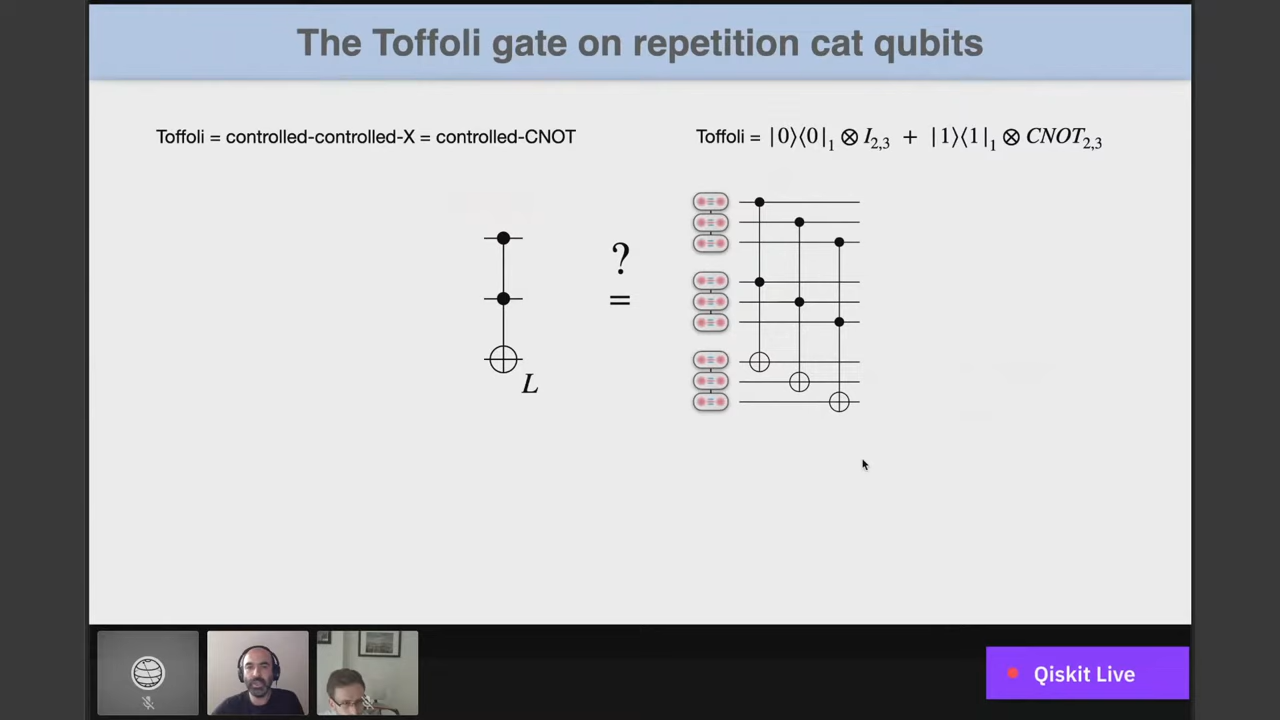 The Toffoli gate on repetition cat qubits
Toffoli = controlled-controlled-X = controlled-CNOT
Toffoli = |0⟩⟨0|₁ ⊗ I₂,₃ + |1⟩⟨1|₁ ⊗ CNOT₂,₃
?
=
L
Qiskit Live